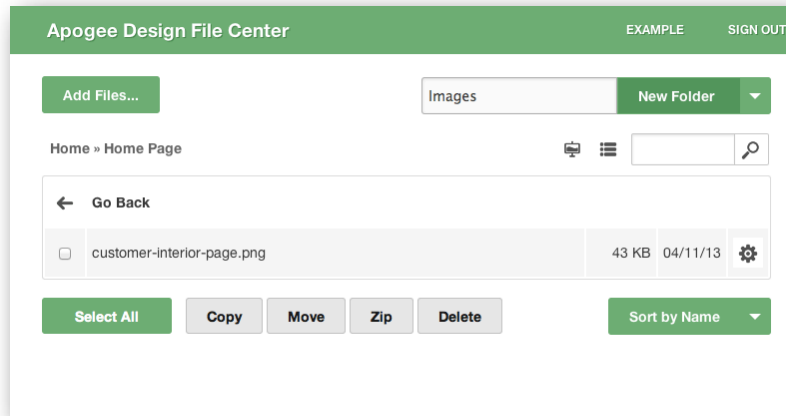 Apogee Design File Center EXAMPLE SIGN OUT
Add Files... Images New Folder
Home » Home Page
Go Back
customer-interior-page.png 43 KB 04/11/13
Select All Copy Move Zip Delete Sort by Name